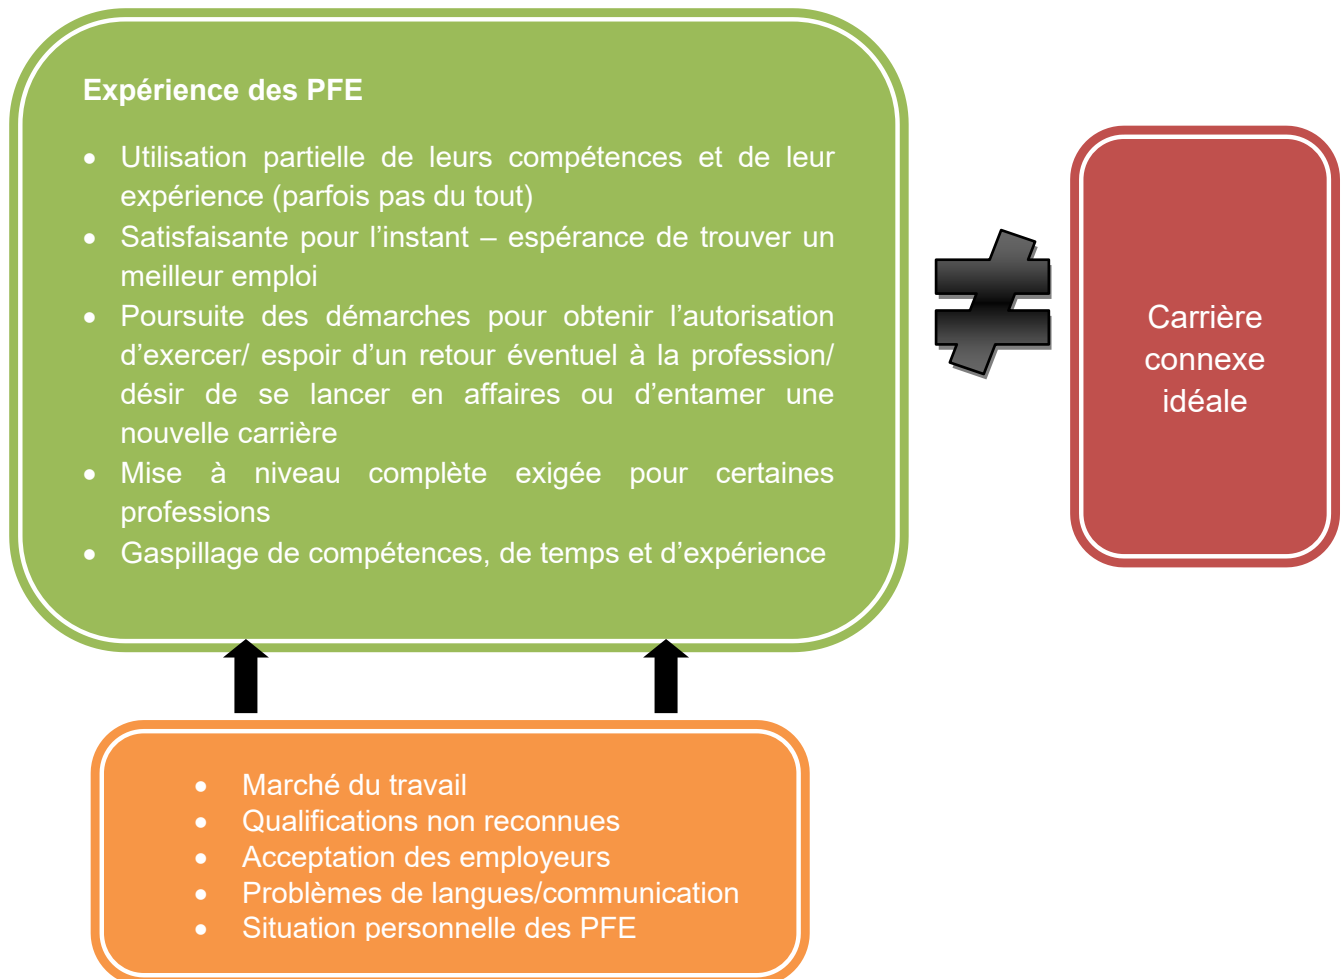 Expérience des PFE
• Utilisation partielle de leurs compétences et de leur
expérience (parfois pas du tout)
• Satisfaisante pour l’instant – espérance de trouver un
meilleur emploi
• Poursuite des démarches pour obtenir l’autorisation
d’exercer/ espoir d’un retour éventuel à la profession/
désir de se lancer en affaires ou d’entamer une
nouvelle carrière
• Mise à niveau complète exigée pour certaines
professions
• Gaspillage de compétences, de temps et d’expérience
≠
Carrière
connexe
idéale
• Marché du travail
• Qualifications non reconnues
• Acceptation des employeurs
• Problèmes de langues/communication
• Situation personnelle des PFE